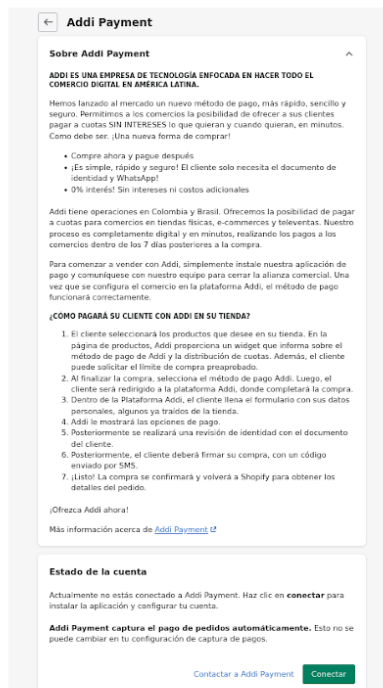 Addi Payment
Sobre Addi Payment
ADDI ES UNA EMPRESA DE TECNOLOGÍA ENFOCADA EN HACER TODO EL
COMERCIO DIGITAL EN AMÉRICA LATINA.
Hemos lanzado al mercado un nuevo método de pago, más rápido, sencillo y
seguro. Permitimos a los comercios la posibilidad de ofrecer a sus clientes
pagar a cuotas SIN INTERESES lo que quieran y cuando quieran, en minutos.
Como debe ser. ¡Una nueva forma de comprar!
• Compre ahora y pague después
• ¡Es simple, rápido y seguro! El cliente solo necesita el documento de
identidad y WhatsApp!
• 0% interés! Sin intereses ni costos adicionales
Addi tiene operaciones en Colombia y Brasil. Ofrecemos la posibilidad de pagar
a cuotas para comercios en tiendas físicas, e-commerces y televentas. Nuestro
proceso es completamente digital y en minutos, realizando los pagos a los
comercios dentro de los 7 días posteriores a la compra.
Para comenzar a vender con Addi, simplemente instale nuestra aplicación de
pago y comuníquese con nuestro equipo para cerrar la alianza comercial. Una
vez que se configura el comercio en la plataforma Addi, el método de pago
funcionará correctamente.
¿CÓMO PAGARÁ SU CLIENTE CON ADDI EN SU TIENDA?
1. El cliente seleccionará los productos que desee en su tienda. En la
página de productos, Addi proporciona un widget que informa sobre el
método de pago de Addi y la distribución de cuotas. Además, el cliente
puede solicitar el límite de compra preaprobado.
2. Al finalizar la compra, selecciona el método de pago Addi. Luego, el
cliente será redirigido a la plataforma Addi, donde completará la compra.
3. Dentro de la Plataforma Addi, el cliente llena el formulario con sus datos
personales, algunos ya traídos de la tienda.
4. Addi le mostrará las opciones de pago.
5. Posteriormente se realizará una revisión de identidad con el documento
del cliente.
6. Posteriormente, el cliente deberá firmar su compra, con un código
enviado por SMS.
7. ¡Listo! La compra se confirmará y volverá a Shopify para obtener los
detalles del pedido.
¡Ofrezca Addi ahora!
Más información acerca de Addi Payment
Estado de la cuenta
Actualmente no estás conectado a Addi Payment. Haz clic en conectar para
instalar la aplicación y configurar tu cuenta.
Addi Payment captura el pago de pedidos automáticamente. Esto no se
puede cambiar en tu configuración de captura de pagos.
Contactar a Addi Payment
Conectar